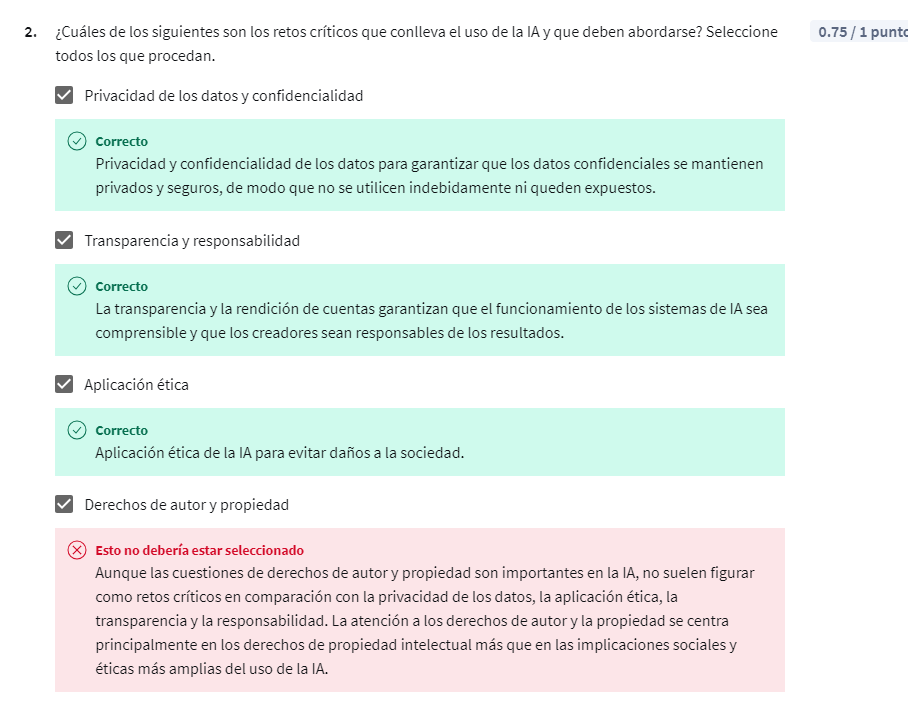 2. ¿Cuáles de los siguientes son los retos críticos que conlleva el uso de la IA y que deben abordarse? Seleccione
todos los que procedan.
0.75 / 1 punto
Privacidad de los datos y confidencialidad
Correcto
Privacidad y confidencialidad de los datos para garantizar que los datos confidenciales se mantienen
privados y seguros, de modo que no se utilicen indebidamente ni queden expuestos.
Transparencia y responsabilidad
Correcto
La transparencia y la rendición de cuentas garantizan que el funcionamiento de los sistemas de IA sea
comprensible y que los creadores sean responsables de los resultados.
Aplicación ética
Correcto
Aplicación ética de la IA para evitar daños a la sociedad.
Derechos de autor y propiedad
Esto no debería estar seleccionado
Aunque las cuestiones de derechos de autor y propiedad son importantes en la IA, no suelen figurar
como retos críticos en comparación con la privacidad de los datos, la aplicación ética, la
transparencia y la responsabilidad. La atención a los derechos de autor y la propiedad se centra
principalmente en los derechos de propiedad intelectual más que en las implicaciones sociales y
éticas más amplias del uso de la IA.